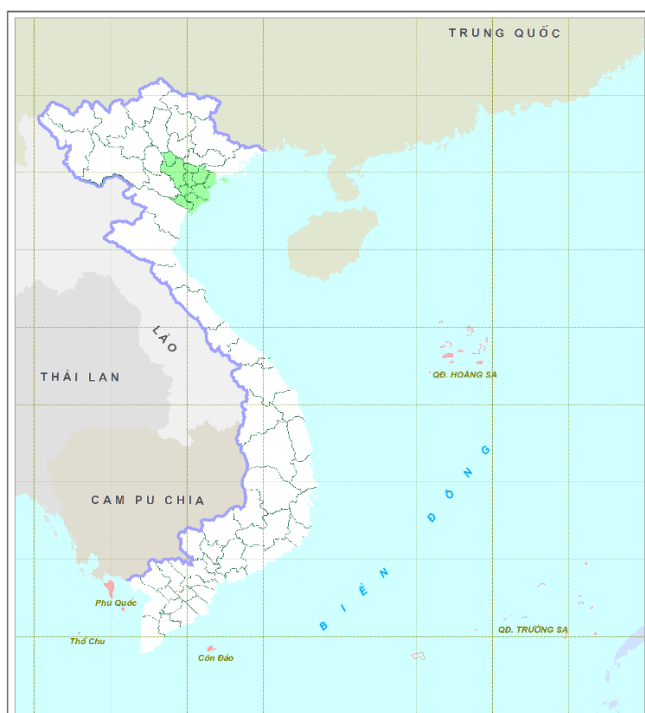 TRUNG QUỐC
LÀO
THÁI LAN
QĐ. HOÀNG SA
CAM PU CHIA
BIỂN ĐÔNG
Phú Quốc
QĐ. TRƯỜNG SA
Thổ Chu
Côn Đảo